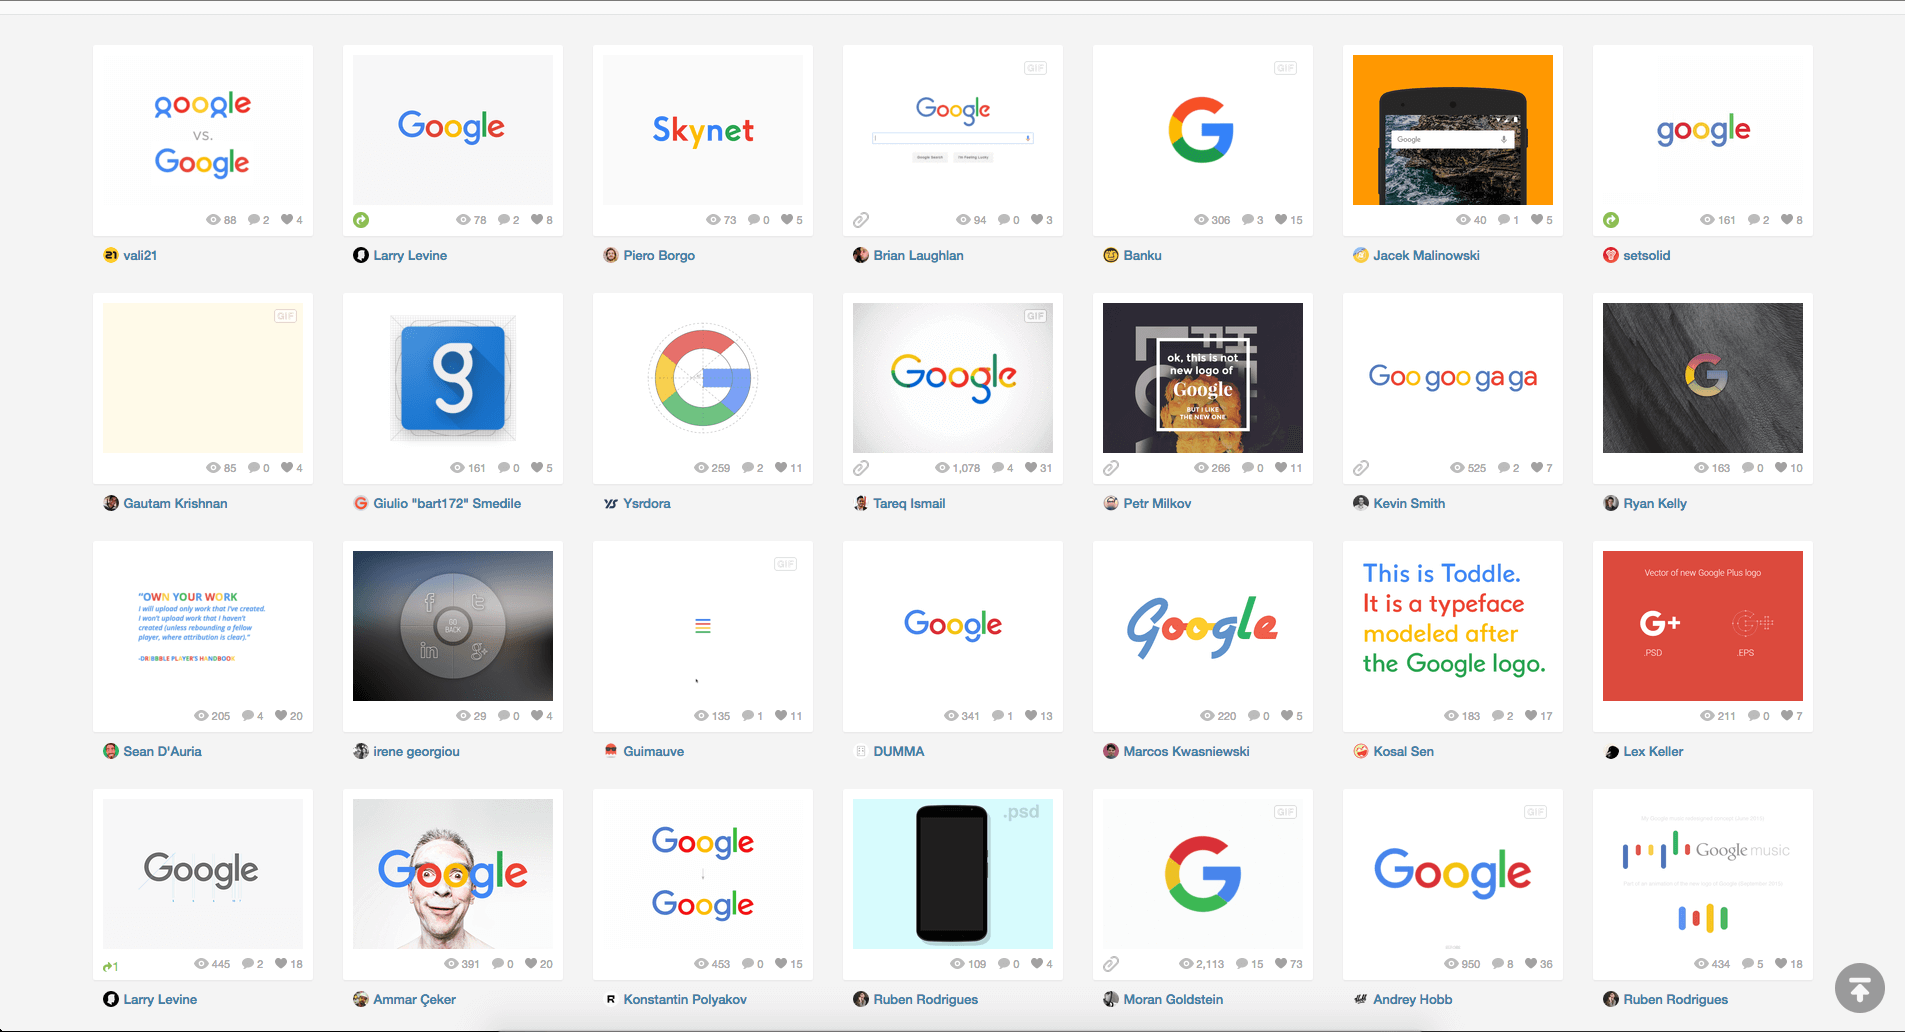 google
vs.
Google
88 2 4
vali21
Google
78 2 8
Larry Levine
Skynet
73 0 5
Piero Borgo
GIF
Google
Google Search I'm Feeling Lucky
94 0 3
Brian Laughlan
GIF
G
306 3 15
Banku
Google
40 1 5
Jacek Malinowski
google
161 2 8
setsolid
GIF
85 0 4
Gautam Krishnan
g
161 0 5
Giulio "bart172" Smedile
G
259 2 11
Ysrdora
GIF
Google
1,078 4 31
Tareq Ismail
ok, this is not
new logo of
Google
BUT I LIKE
THE NEW ONE
266 0 11
Petr Milkov
Goo goo ga ga
525 2 7
Kevin Smith
G
163 0 10
Ryan Kelly
"OWN YOUR WORK
I will upload only work that I've created.
I won't upload work that I haven't
created (unless rebounding a fellow
player, where attribution is clear)."
-DRIBBBLE PLAYER'S HANDBOOK
205 4 20
Sean D'Auria
f t
GO
BACK
in g+
29 0 4
irene georgiou
GIF
135 1 11
Guimauve
Google
341 1 13
DUMMA
Google
220 0 5
Marcos Kwasniewski
This is Toddle.
It is a typeface
modeled after
the Google logo.
183 2 17
Kosal Sen
Vector of new Google Plus logo
G+ G+
.PSD .EPS
211 0 7
Lex Keller
Google
1 445 2 18
Larry Levine
Google
391 0 20
Ammar Çeker
Google
↓
Google
453 0 15
Konstantin Polyakov
.psd
109 0 4
Ruben Rodrigues
GIF
G
2,113 15 73
Moran Goldstein
GIF
Google
950 8 36
Andrey Hobb
Google music
434 5 18
Ruben Rodrigues